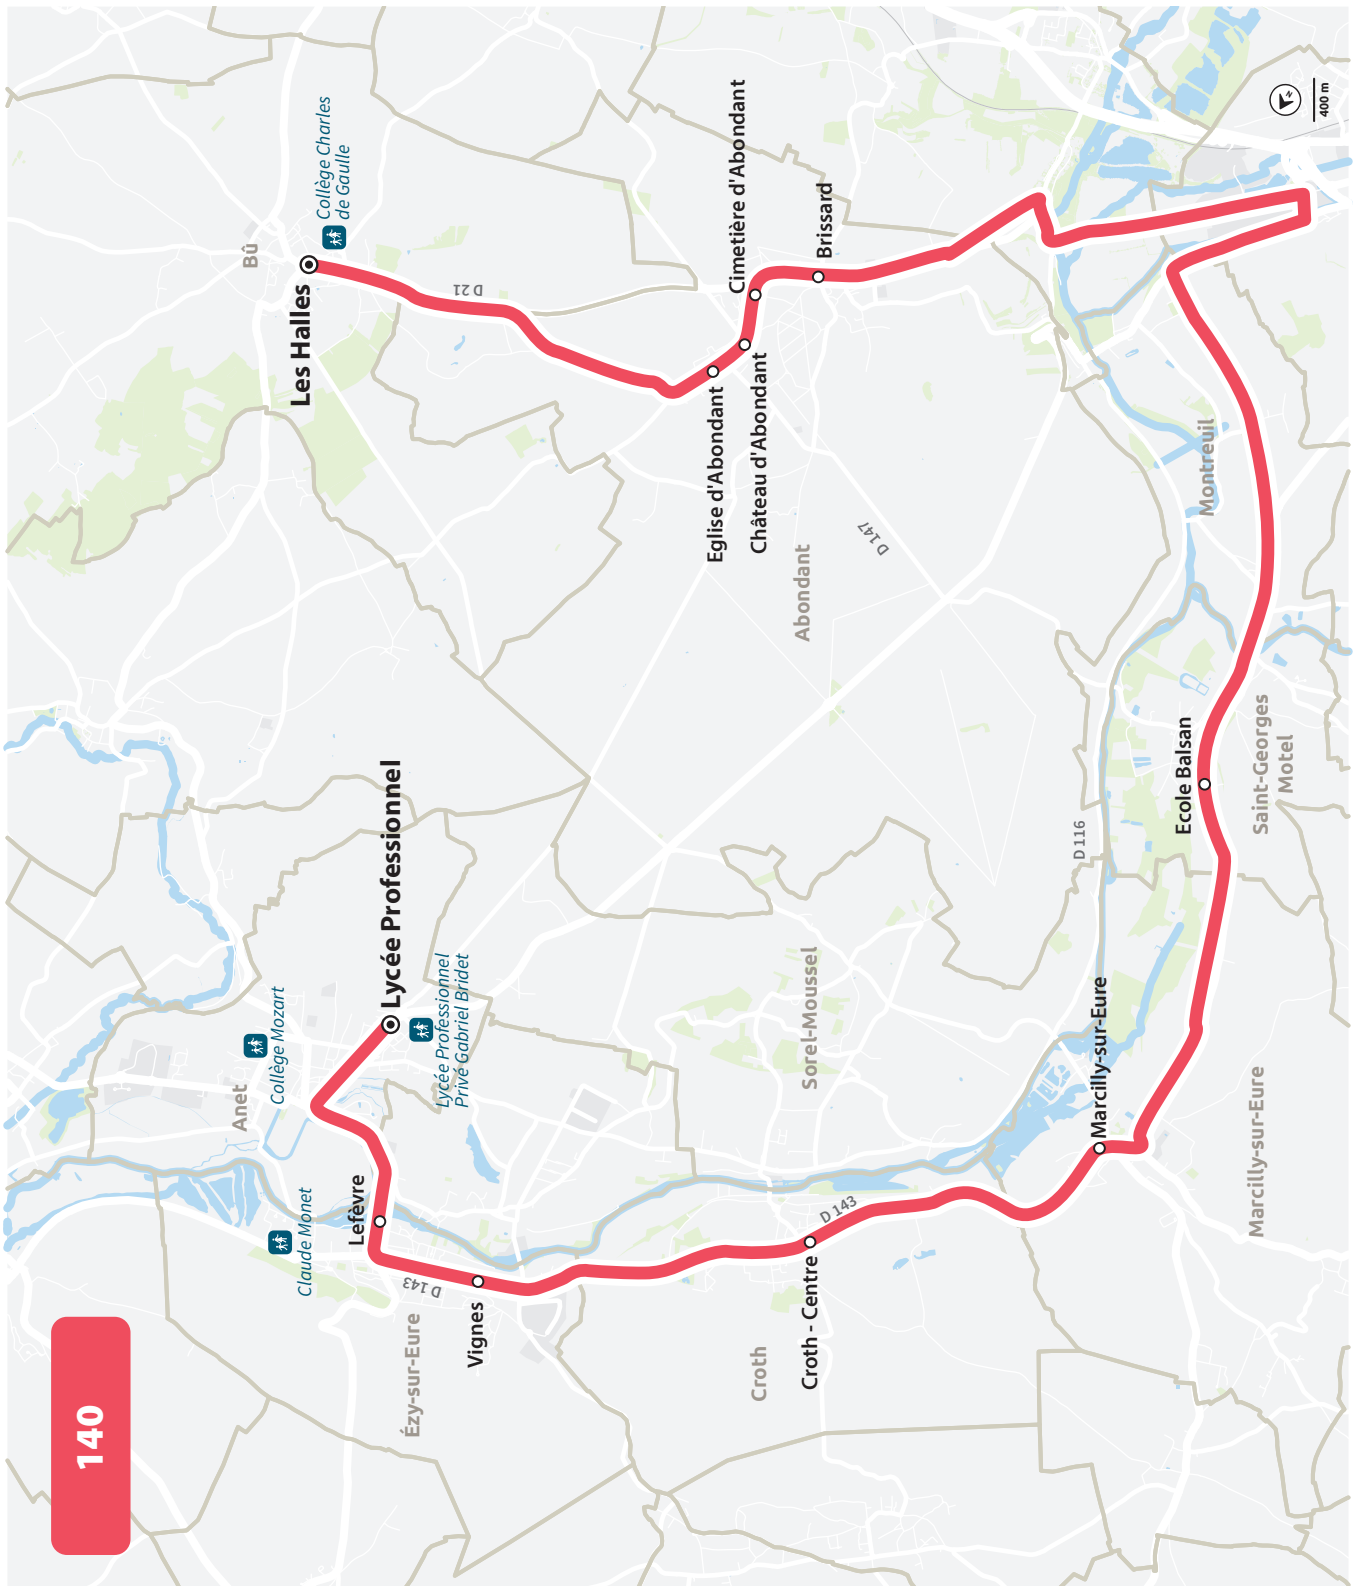 140
Claude Monet
Collège Mozart
Anet
Lefèvre
D 143
Ézy-sur-Eure
Vignes
Lycée Professionnel
Lycée Professionnel
Privé Gabriel Bridet
Bû
Les Halles
Collège Charles
de Gaulle
D 21
Eglise d'Abondant
Château d'Abondant
Cimetière d'Abondant
Brissard
Abondant
D 147
Croth
Croth - Centre
D 143
Sorel-Moussel
D 116
Marcilly-sur-Eure
Marcilly-sur-Eure
Ecole Balsan
Saint-Georges
Motel
Montreuil
N
400 m